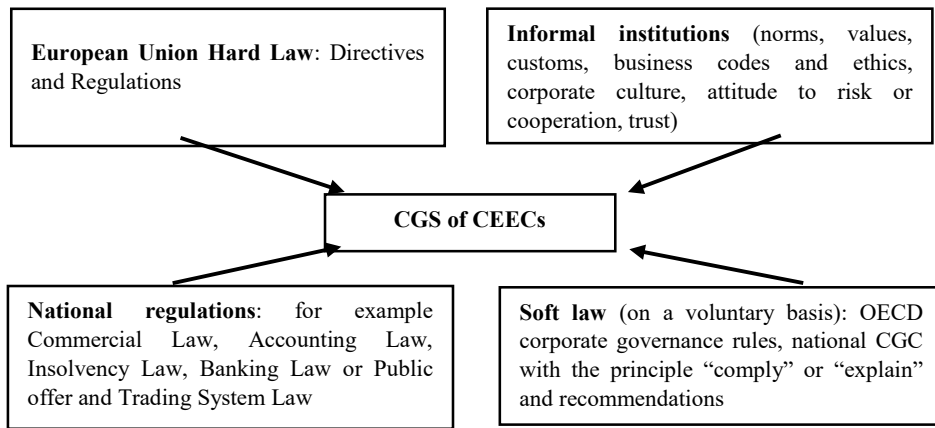 European Union Hard Law: Directives
and Regulations
Informal institutions (norms, values,
customs, business codes and ethics,
corporate culture, attitude to risk or
cooperation, trust)
CGS of CEECs
National regulations: for example
Commercial Law, Accounting Law,
Insolvency Law, Banking Law or Public
offer and Trading System Law
Soft law (on a voluntary basis): OECD
corporate governance rules, national CGC
with the principle “comply” or “explain”
and recommendations